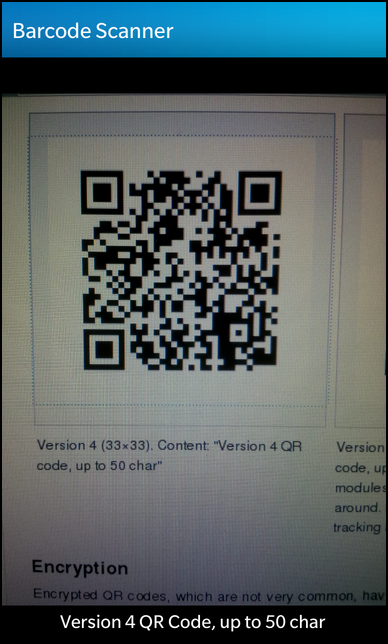 Barcode Scanner
Version 4 (33×33). Content: "Version 4 QR
code, up to 50 char"
Version
code, up
modules
around.
tracking
Encryption
Encrypted QR codes, which are not very common, hav
Version 4 QR Code, up to 50 char